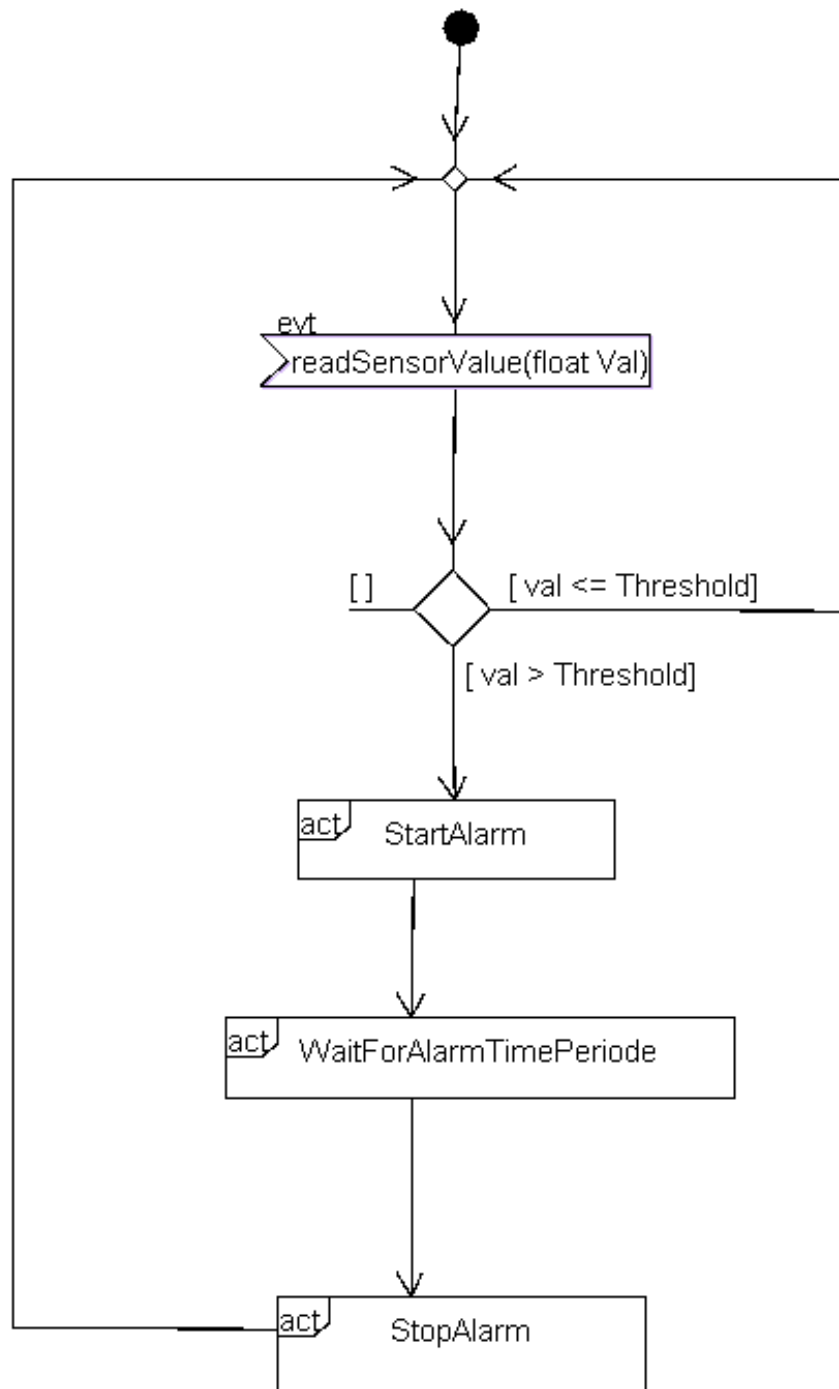 evt
readSensorValue(float Val)
[ ]
[ val <= Threshold]
[ val > Threshold]
act
StartAlarm
act
WaitForAlarmTimePeriode
act
StopAlarm